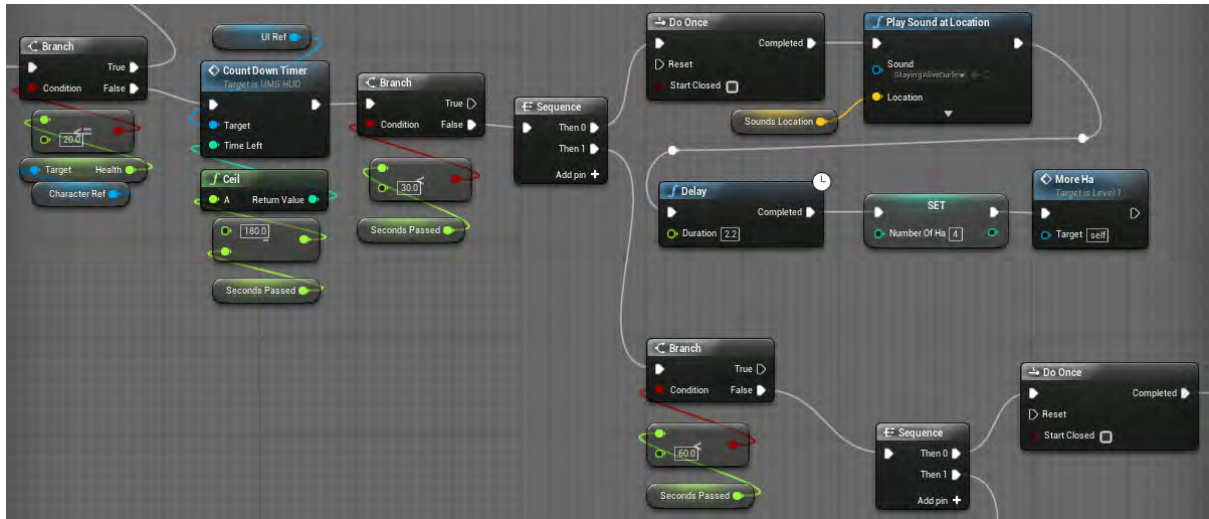 Branch
True
Condition
False
<=
20.0
Target
Health
Character Ref
UI Ref
Count Down Timer
Target is UMG HUD
Target
Time Left
Ceil
A
Return Value
180.0
Seconds Passed
Branch
True
Condition
False
<
30.0
Seconds Passed
Sequence
Then 0
Then 1
Add pin +
Do Once
Completed
Reset
Start Closed
Sounds Location
Play Sound at Location
Sound
Location
Delay
Completed
Duration 2.2
SET
Number Of Ha 4
More Ha
Target is Level 1
Target self
Branch
True
Condition
False
<
60.0
Seconds Passed
Sequence
Then 0
Then 1
Add pin +
Do Once
Completed
Reset
Start Closed